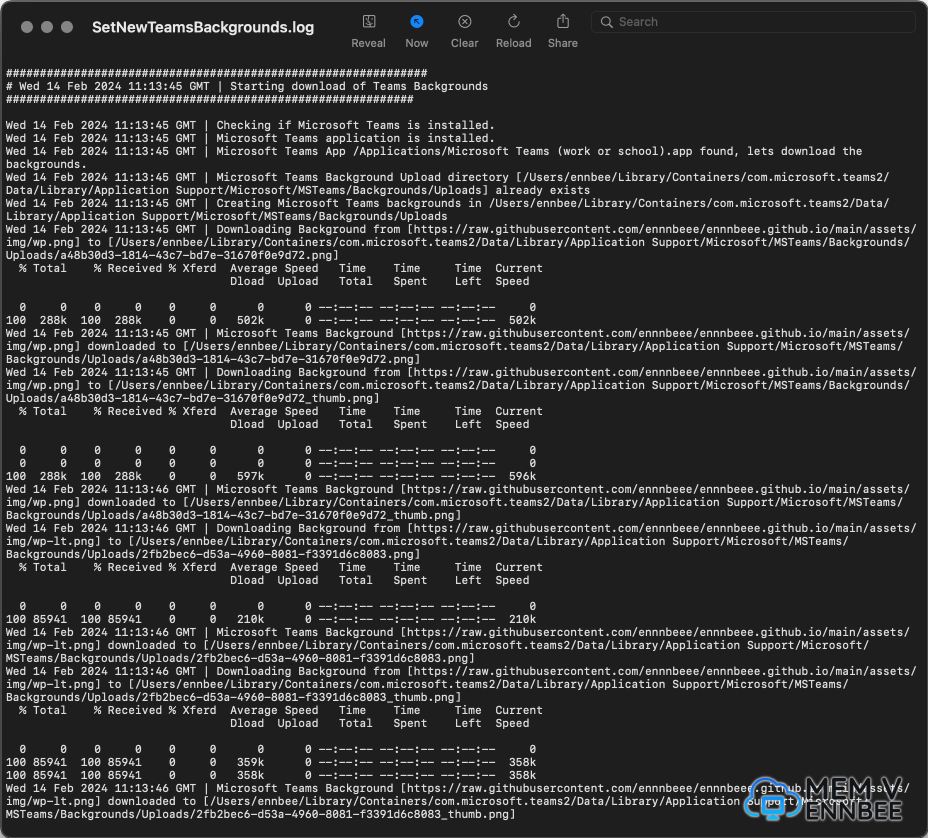 SetNewTeamsBackgrounds.log
Reveal
Now
Clear
Reload
Share
Search
##############################################################
# Wed 14 Feb 2024 11:13:45 GMT | Starting download of Teams Backgrounds
############################################################
Wed 14 Feb 2024 11:13:45 GMT | Checking if Microsoft Teams is installed.
Wed 14 Feb 2024 11:13:45 GMT | Microsoft Teams application is installed.
Wed 14 Feb 2024 11:13:45 GMT | Microsoft Teams App /Applications/Microsoft Teams (work or school).app found, lets download the
backgrounds.
Wed 14 Feb 2024 11:13:45 GMT | Microsoft Teams Background Upload directory [/Users/ennbee/Library/Containers/com.microsoft.teams2/
Data/Library/Application Support/Microsoft/MSTeams/Backgrounds/Uploads] already exists
Wed 14 Feb 2024 11:13:45 GMT | Creating Microsoft Teams backgrounds in /Users/ennbee/Library/Containers/com.microsoft.teams2/Data/
Library/Application Support/Microsoft/MSTeams/Backgrounds/Uploads
Wed 14 Feb 2024 11:13:45 GMT | Downloading Background from [https://raw.githubusercontent.com/ennnbeee/ennnbeee.github.io/main/assets/
img/wp.png] to [/Users/ennbee/Library/Containers/com.microsoft.teams2/Data/Library/Application Support/Microsoft/MSTeams/Backgrounds/
Uploads/a48b30d3-1814-43c7-bd7e-31670f0e9d72.png]
% Total % Received % Xferd Average Speed Time Time Time Current
Dload Upload Total Spent Left Speed
0 0 0 0 0 0 0 0 --:--:-- --:--:-- --:--:-- 0
100 288k 100 288k 0 0 502k 0 --:--:-- --:--:-- --:--:-- 502k
Wed 14 Feb 2024 11:13:45 GMT | Microsoft Teams Background [https://raw.githubusercontent.com/ennnbeee/ennnbeee.github.io/main/assets/
img/wp.png] downloaded to [/Users/ennbee/Library/Containers/com.microsoft.teams2/Data/Library/Application Support/Microsoft/MSTeams/
Backgrounds/Uploads/a48b30d3-1814-43c7-bd7e-31670f0e9d72.png]
Wed 14 Feb 2024 11:13:45 GMT | Downloading Background from [https://raw.githubusercontent.com/ennnbeee/ennnbeee.github.io/main/assets/
img/wp.png] to [/Users/ennbee/Library/Containers/com.microsoft.teams2/Data/Library/Application Support/Microsoft/MSTeams/Backgrounds/
Uploads/a48b30d3-1814-43c7-bd7e-31670f0e9d72_thumb.png]
% Total % Received % Xferd Average Speed Time Time Time Current
Dload Upload Total Spent Left Speed
0 0 0 0 0 0 0 0 --:--:-- --:--:-- --:--:-- 0
0 0 0 0 0 0 0 0 --:--:-- --:--:-- --:--:-- 0
100 288k 100 288k 0 0 597k 0 --:--:-- --:--:-- --:--:-- 596k
Wed 14 Feb 2024 11:13:46 GMT | Microsoft Teams Background [https://raw.githubusercontent.com/ennnbeee/ennnbeee.github.io/main/assets/
img/wp.png] downloaded to [/Users/ennbee/Library/Containers/com.microsoft.teams2/Data/Library/Application Support/Microsoft/MSTeams/
Backgrounds/Uploads/a48b30d3-1814-43c7-bd7e-31670f0e9d72_thumb.png]
Wed 14 Feb 2024 11:13:46 GMT | Downloading Background from [https://raw.githubusercontent.com/ennnbeee/ennnbeee.github.io/main/assets/
img/wp-lt.png] to [/Users/ennbee/Library/Containers/com.microsoft.teams2/Data/Library/Application Support/Microsoft/MSTeams/
Backgrounds/Uploads/2fb2bec6-d53a-4960-8081-f3391d6c8083.png]
% Total % Received % Xferd Average Speed Time Time Time Current
Dload Upload Total Spent Left Speed
0 0 0 0 0 0 0 0 --:--:-- --:--:-- --:--:-- 0
100 85941 100 85941 0 0 210k 0 --:--:-- --:--:-- --:--:-- 210k
Wed 14 Feb 2024 11:13:46 GMT | Microsoft Teams Background [https://raw.githubusercontent.com/ennnbeee/ennnbeee.github.io/main/assets/
img/wp-lt.png] downloaded to [/Users/ennbee/Library/Containers/com.microsoft.teams2/Data/Library/Application Support/Microsoft/
MSTeams/Backgrounds/Uploads/2fb2bec6-d53a-4960-8081-f3391d6c8083.png]
Wed 14 Feb 2024 11:13:46 GMT | Downloading Background from [https://raw.githubusercontent.com/ennnbeee/ennnbeee.github.io/main/assets/
img/wp-lt.png] to [/Users/ennbee/Library/Containers/com.microsoft.teams2/Data/Library/Application Support/Microsoft/MSTeams/
Backgrounds/Uploads/2fb2bec6-d53a-4960-8081-f3391d6c8083_thumb.png]
% Total % Received % Xferd Average Speed Time Time Time Current
Dload Upload Total Spent Left Speed
0 0 0 0 0 0 0 0 --:--:-- --:--:-- --:--:-- 0
100 85941 100 85941 0 0 359k 0 --:--:-- --:--:-- --:--:-- 358k
100 85941 100 85941 0 0 358k 0 --:--:-- --:--:-- --:--:-- 358k
Wed 14 Feb 2024 11:13:46 GMT | Microsoft Teams Background [https://raw.githubusercontent.com/ennnbeee/ennnbeee.github.io/main/assets/
img/wp-lt.png] downloaded to [/Users/ennbee/Library/Containers/com.microsoft.teams2/Data/Library/Application Support/Microsoft/
MSTeams/Backgrounds/Uploads/2fb2bec6-d53a-4960-8081-f3391d6c8083_thumb.png]
MEM V
ENNBEE